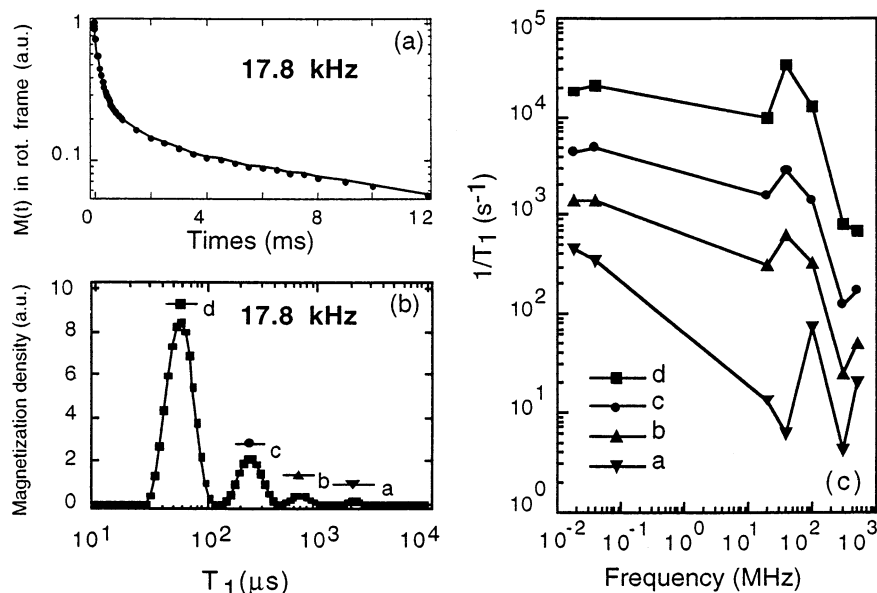 (a)
17.8 kHz
M(t) in rot. frame (a.u.)
1
0.1
0 4 8 12
Times (ms)
(b)
17.8 kHz
Magnetization density (a.u.)
10
8
6
4
2
0
d
c
b
a
10¹ 10² 10³ 10⁴
T₁(μs)
1/T₁ (s⁻¹)
10⁵
10⁴
10³
10²
10¹
10⁰
d
c
b
a
(c)
10⁻² 10⁻¹ 10⁰ 10¹ 10² 10³
Frequency (MHz)